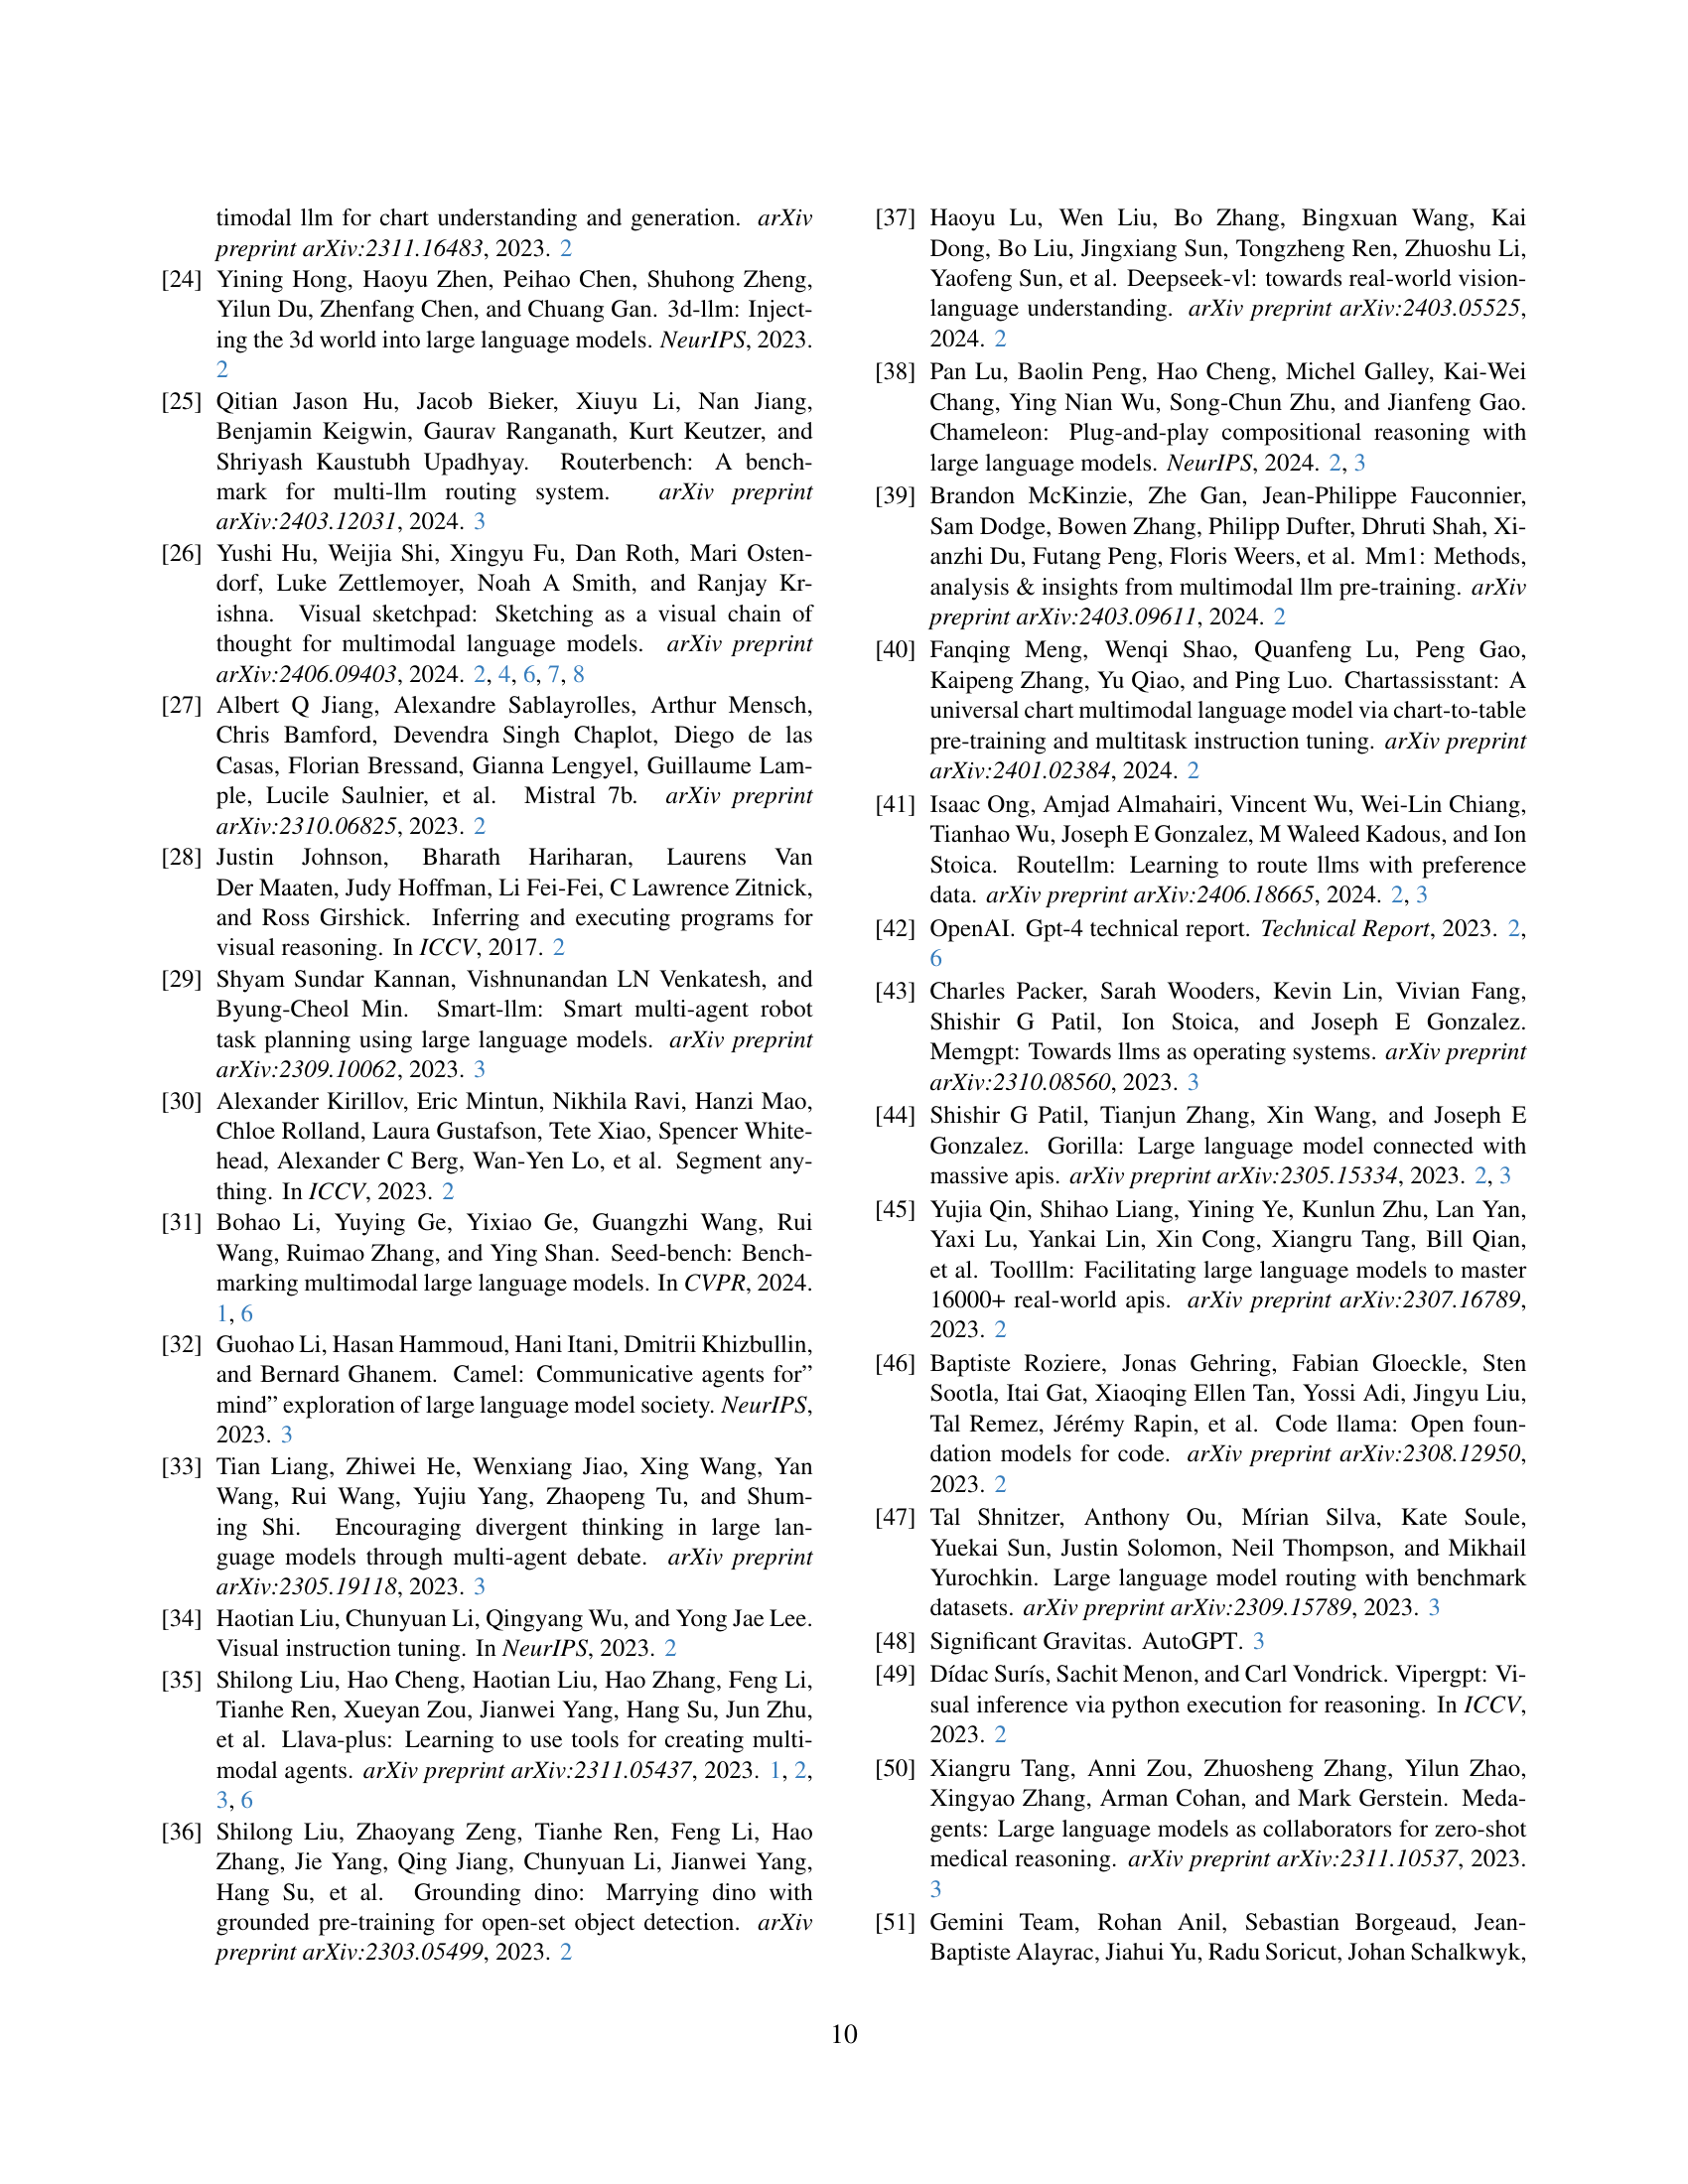 timodal llm for chart understanding and generation. arXiv
preprint arXiv:2311.16483, 2023. 2
[24] Yining Hong, Haoyu Zhen, Peihao Chen, Shuhong Zheng,
Yilun Du, Zhenfang Chen, and Chuang Gan. 3d-llm: Inject-
ing the 3d world into large language models. NeurIPS, 2023.
2
[25] Qitian Jason Hu, Jacob Bieker, Xiuyu Li, Nan Jiang,
Benjamin Keigwin, Gaurav Ranganath, Kurt Keutzer, and
Shriyash Kaustubh Upadhyay. Routerbench: A bench-
mark for multi-llm routing system. arXiv preprint
arXiv:2403.12031, 2024. 3
[26] Yushi Hu, Weijia Shi, Xingyu Fu, Dan Roth, Mari Osten-
dorf, Luke Zettlemoyer, Noah A Smith, and Ranjay Kr-
ishna. Visual sketchpad: Sketching as a visual chain of
thought for multimodal language models. arXiv preprint
arXiv:2406.09403, 2024. 2, 4, 6, 7, 8
[27] Albert Q Jiang, Alexandre Sablayrolles, Arthur Mensch,
Chris Bamford, Devendra Singh Chaplot, Diego de las
Casas, Florian Bressand, Gianna Lengyel, Guillaume Lam-
ple, Lucile Saulnier, et al. Mistral 7b. arXiv preprint
arXiv:2310.06825, 2023. 2
[28] Justin Johnson, Bharath Hariharan, Laurens Van
Der Maaten, Judy Hoffman, Li Fei-Fei, C Lawrence Zitnick,
and Ross Girshick. Inferring and executing programs for
visual reasoning. In ICCV, 2017. 2
[29] Shyam Sundar Kannan, Vishnunandan LN Venkatesh, and
Byung-Cheol Min. Smart-llm: Smart multi-agent robot
task planning using large language models. arXiv preprint
arXiv:2309.10062, 2023. 3
[30] Alexander Kirillov, Eric Mintun, Nikhila Ravi, Hanzi Mao,
Chloe Rolland, Laura Gustafson, Tete Xiao, Spencer White-
head, Alexander C Berg, Wan-Yen Lo, et al. Segment any-
thing. In ICCV, 2023. 2
[31] Bohao Li, Yuying Ge, Yixiao Ge, Guangzhi Wang, Rui
Wang, Ruimao Zhang, and Ying Shan. Seed-bench: Bench-
marking multimodal large language models. In CVPR, 2024.
1, 6
[32] Guohao Li, Hasan Hammoud, Hani Itani, Dmitrii Khizbullin,
and Bernard Ghanem. Camel: Communicative agents for”
mind” exploration of large language model society. NeurIPS,
2023. 3
[33] Tian Liang, Zhiwei He, Wenxiang Jiao, Xing Wang, Yan
Wang, Rui Wang, Yujiu Yang, Zhaopeng Tu, and Shum-
ing Shi. Encouraging divergent thinking in large lan-
guage models through multi-agent debate. arXiv preprint
arXiv:2305.19118, 2023. 3
[34] Haotian Liu, Chunyuan Li, Qingyang Wu, and Yong Jae Lee.
Visual instruction tuning. In NeurIPS, 2023. 2
[35] Shilong Liu, Hao Cheng, Haotian Liu, Hao Zhang, Feng Li,
Tianhe Ren, Xueyan Zou, Jianwei Yang, Hang Su, Jun Zhu,
et al. Llava-plus: Learning to use tools for creating multi-
modal agents. arXiv preprint arXiv:2311.05437, 2023. 1, 2,
3, 6
[36] Shilong Liu, Zhaoyang Zeng, Tianhe Ren, Feng Li, Hao
Zhang, Jie Yang, Qing Jiang, Chunyuan Li, Jianwei Yang,
Hang Su, et al. Grounding dino: Marrying dino with
grounded pre-training for open-set object detection. arXiv
preprint arXiv:2303.05499, 2023. 2
[37] Haoyu Lu, Wen Liu, Bo Zhang, Bingxuan Wang, Kai
Dong, Bo Liu, Jingxiang Sun, Tongzheng Ren, Zhuoshu Li,
Yaofeng Sun, et al. Deepseek-vl: towards real-world vision-
language understanding. arXiv preprint arXiv:2403.05525,
2024. 2
[38] Pan Lu, Baolin Peng, Hao Cheng, Michel Galley, Kai-Wei
Chang, Ying Nian Wu, Song-Chun Zhu, and Jianfeng Gao.
Chameleon: Plug-and-play compositional reasoning with
large language models. NeurIPS, 2024. 2, 3
[39] Brandon McKinzie, Zhe Gan, Jean-Philippe Fauconnier,
Sam Dodge, Bowen Zhang, Philipp Dufter, Dhruti Shah, Xi-
anzhi Du, Futang Peng, Floris Weers, et al. Mm1: Methods,
analysis & insights from multimodal llm pre-training. arXiv
preprint arXiv:2403.09611, 2024. 2
[40] Fanqing Meng, Wenqi Shao, Quanfeng Lu, Peng Gao,
Kaipeng Zhang, Yu Qiao, and Ping Luo. Chartassisstant: A
universal chart multimodal language model via chart-to-table
pre-training and multitask instruction tuning. arXiv preprint
arXiv:2401.02384, 2024. 2
[41] Isaac Ong, Amjad Almahairi, Vincent Wu, Wei-Lin Chiang,
Tianhao Wu, Joseph E Gonzalez, M Waleed Kadous, and Ion
Stoica. Routellm: Learning to route llms with preference
data. arXiv preprint arXiv:2406.18665, 2024. 2, 3
[42] OpenAI. Gpt-4 technical report. Technical Report, 2023. 2,
6
[43] Charles Packer, Sarah Wooders, Kevin Lin, Vivian Fang,
Shishir G Patil, Ion Stoica, and Joseph E Gonzalez.
Memgpt: Towards llms as operating systems. arXiv preprint
arXiv:2310.08560, 2023. 3
[44] Shishir G Patil, Tianjun Zhang, Xin Wang, and Joseph E
Gonzalez. Gorilla: Large language model connected with
massive apis. arXiv preprint arXiv:2305.15334, 2023. 2, 3
[45] Yujia Qin, Shihao Liang, Yining Ye, Kunlun Zhu, Lan Yan,
Yaxi Lu, Yankai Lin, Xin Cong, Xiangru Tang, Bill Qian,
et al. Toolllm: Facilitating large language models to master
16000+ real-world apis. arXiv preprint arXiv:2307.16789,
2023. 2
[46] Baptiste Roziere, Jonas Gehring, Fabian Gloeckle, Sten
Sootla, Itai Gat, Xiaoqing Ellen Tan, Yossi Adi, Jingyu Liu,
Tal Remez, Jérémy Rapin, et al. Code llama: Open foun-
dation models for code. arXiv preprint arXiv:2308.12950,
2023. 2
[47] Tal Shnitzer, Anthony Ou, Mírian Silva, Kate Soule,
Yuekai Sun, Justin Solomon, Neil Thompson, and Mikhail
Yurochkin. Large language model routing with benchmark
datasets. arXiv preprint arXiv:2309.15789, 2023. 3
[48] Significant Gravitas. AutoGPT. 3
[49] Dídac Surís, Sachit Menon, and Carl Vondrick. Vipergpt: Vi-
sual inference via python execution for reasoning. In ICCV,
2023. 2
[50] Xiangru Tang, Anni Zou, Zhuosheng Zhang, Yilun Zhao,
Xingyao Zhang, Arman Cohan, and Mark Gerstein. Meda-
gents: Large language models as collaborators for zero-shot
medical reasoning. arXiv preprint arXiv:2311.10537, 2023.
3
[51] Gemini Team, Rohan Anil, Sebastian Borgeaud, Jean-
Baptiste Alayrac, Jiahui Yu, Radu Soricut, Johan Schalkwyk,
10